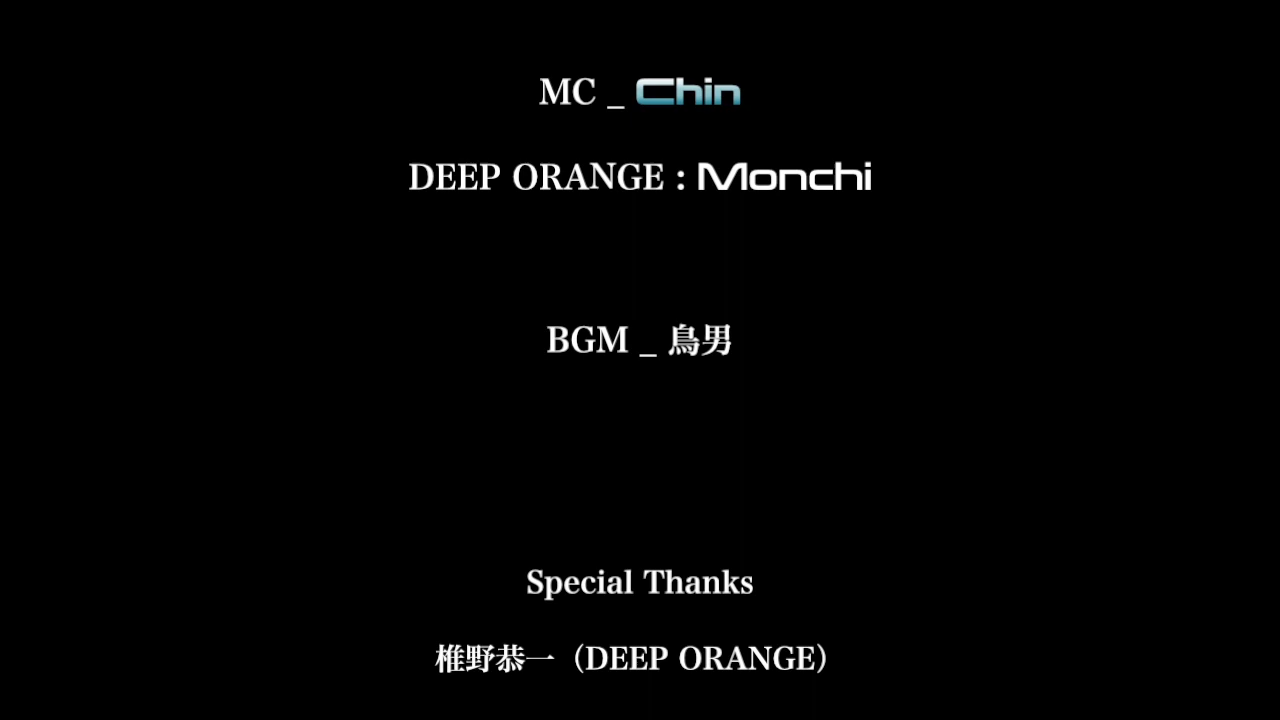 MC _ Chin
DEEP ORANGE : Monchi
BGM _ 鳥男
Special Thanks
椎野恭一（DEEP ORANGE）